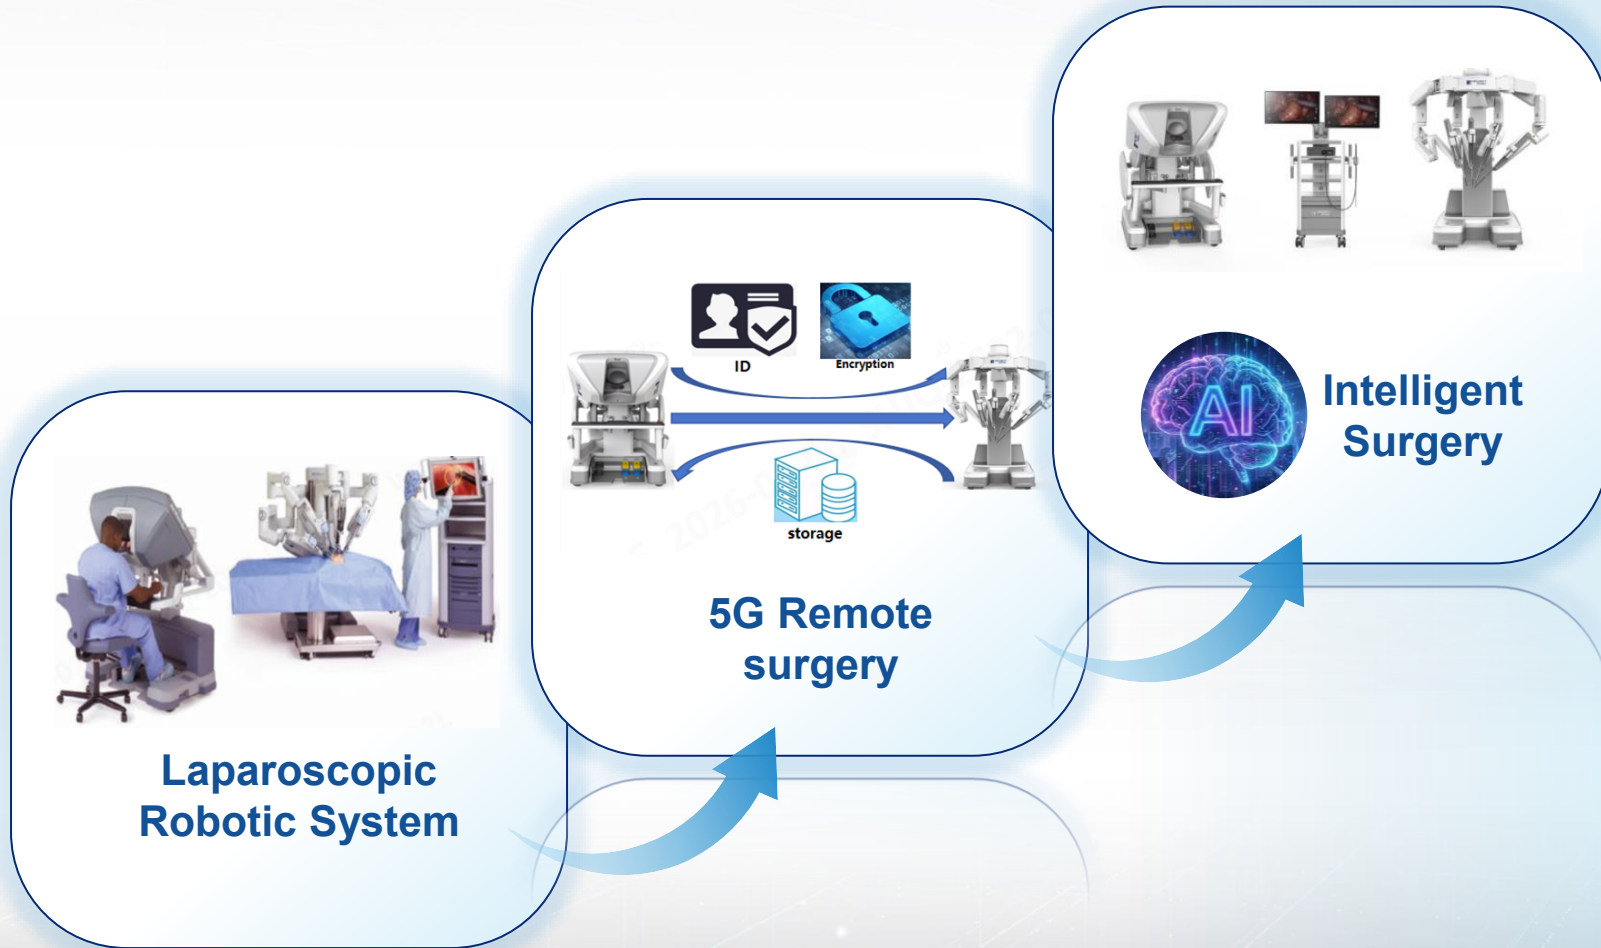 Laparoscopic
Robotic System
ID
Encryption
storage
5G Remote
surgery
AI
Intelligent
Surgery